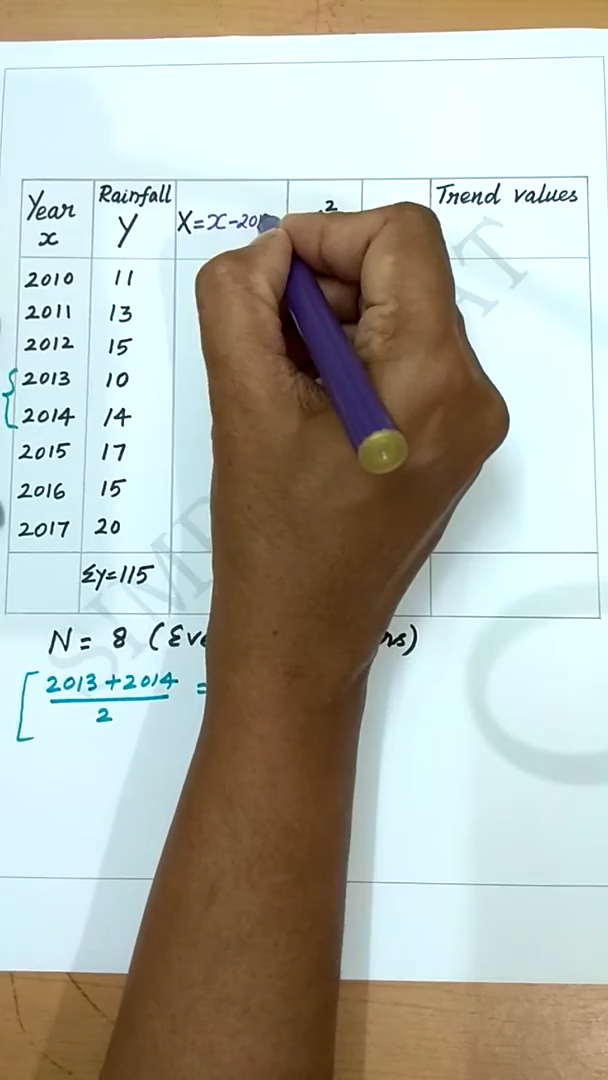 Year x Rainfall Y X=x-20 2 Trend values
2010 11
2011 13
2012 15
2013 10
2014 14
2015 17
2016 15
2017 20
Σy=115
N = 8 (
[ 2013+2014 =
2